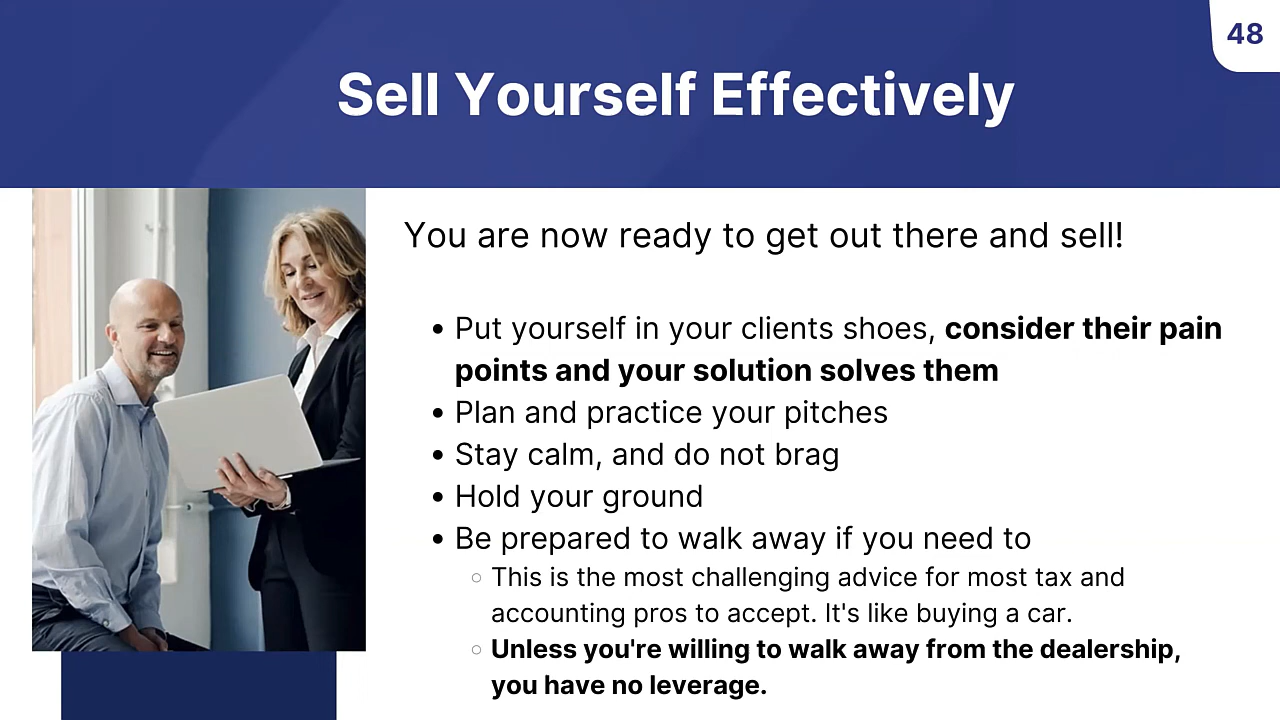 48
Sell Yourself Effectively
You are now ready to get out there and sell!
• Put yourself in your clients shoes, consider their pain
points and your solution solves them
• Plan and practice your pitches
• Stay calm, and do not brag
• Hold your ground
• Be prepared to walk away if you need to
○ This is the most challenging advice for most tax and
accounting pros to accept. It's like buying a car.
○ Unless you're willing to walk away from the dealership,
you have no leverage.